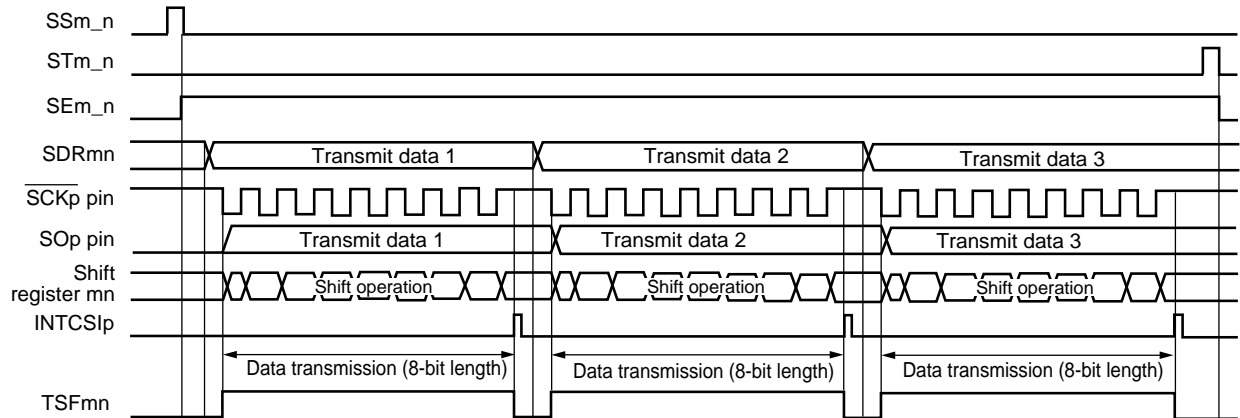 SSm_n
STm_n
SEm_n
SDRmn Transmit data 1 Transmit data 2 Transmit data 3
SCKp pin
SOp pin Transmit data 1 Transmit data 2 Transmit data 3
Shift
register mn Shift operation Shift operation Shift operation
INTCSIp
Data transmission (8-bit length) Data transmission (8-bit length) Data transmission (8-bit length)
TSFmn